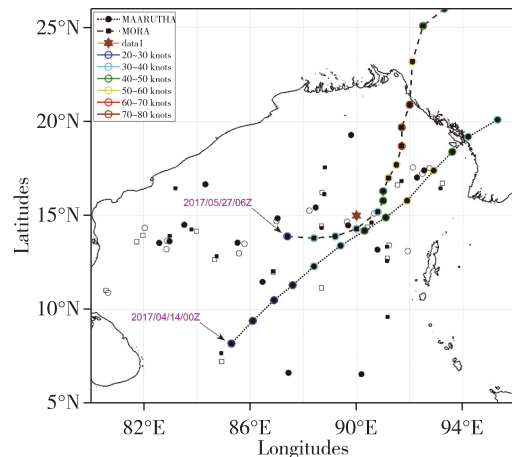 25°N
20°N
15°N
10°N
5°N
Latitudes
MAARUTHA
MORA
data1
20~30 knots
30~40 knots
40~50 knots
50~60 knots
60~70 knots
70~80 knots
2017/05/27/06Z
2017/04/14/00Z
82°E 86°E 90°E 94°E
Longitudes